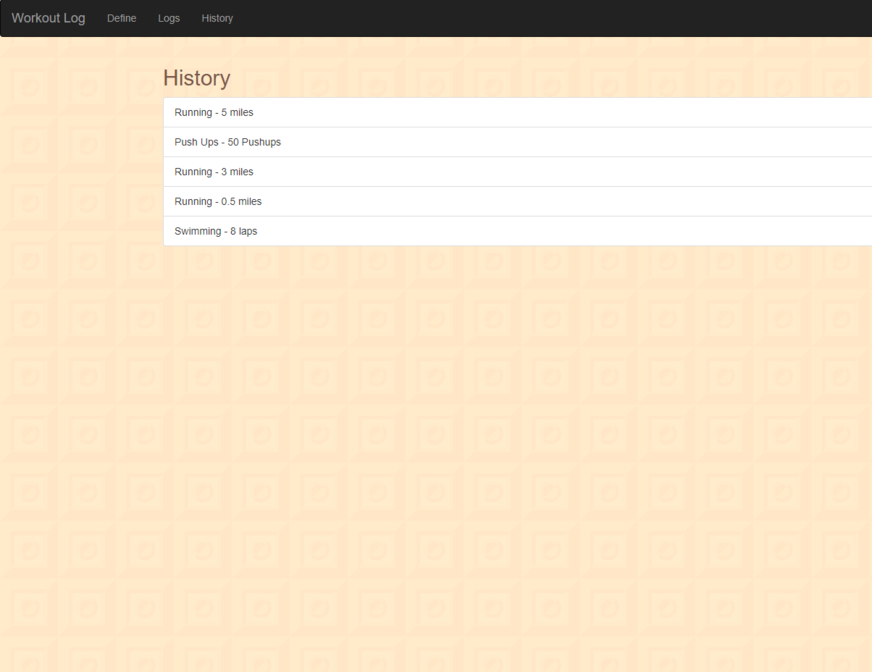 Workout Log Define Logs History
History
Running - 5 miles
Push Ups - 50 Pushups
Running - 3 miles
Running - 0.5 miles
Swimming - 8 laps